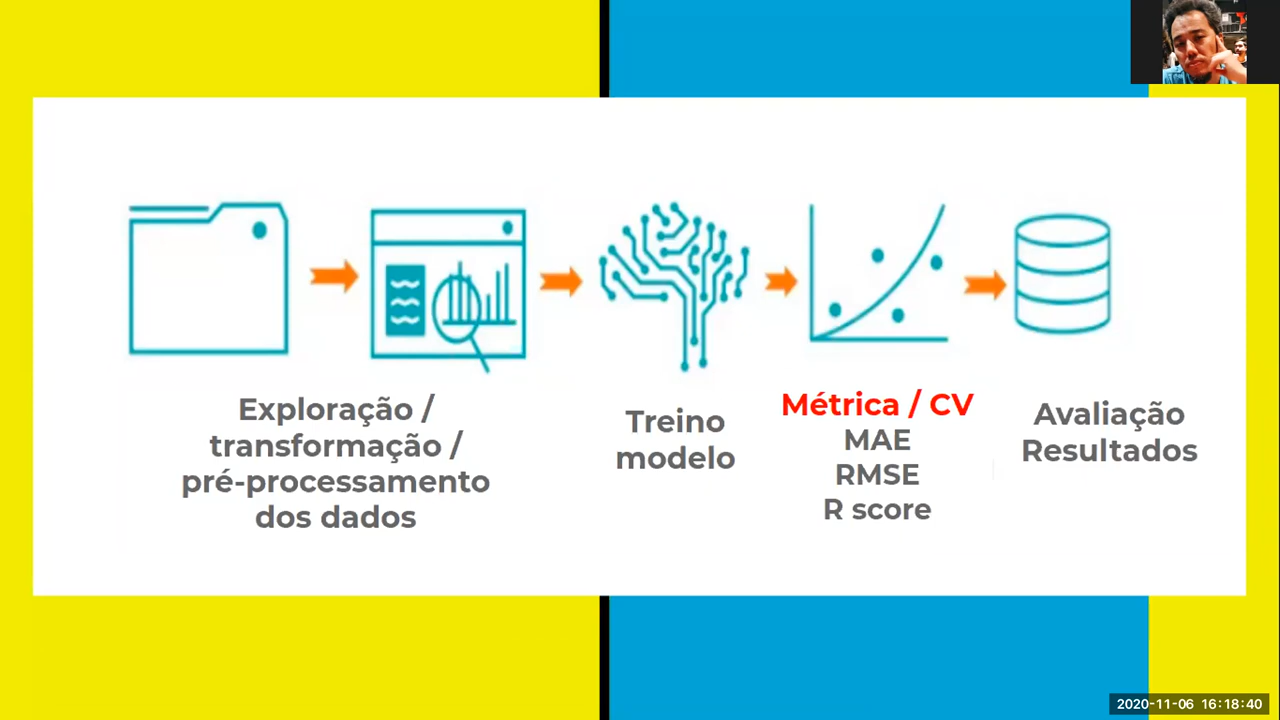 Exploração /
transformação /
pré-processamento
dos dados
Treino
modelo
Métrica / CV
MAE
RMSE
R score
Avaliação
Resultados
2020-11-06 16:18:40